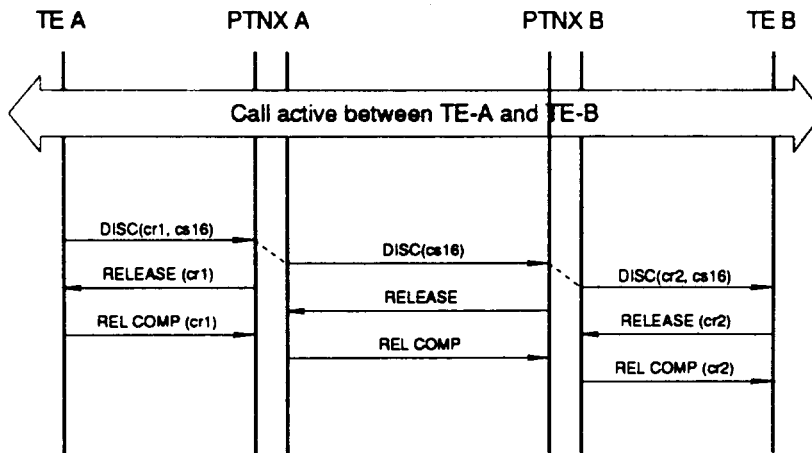 TE A PTNX A PTNX B TE B
Call active between TE-A and TE-B
DISC(cr1, cs16)
DISC(cs16)
RELEASE (cr1)
DISC(cr2, cs16)
RELEASE
REL COMP (cr1)
RELEASE (cr2)
REL COMP
REL COMP (cr2)